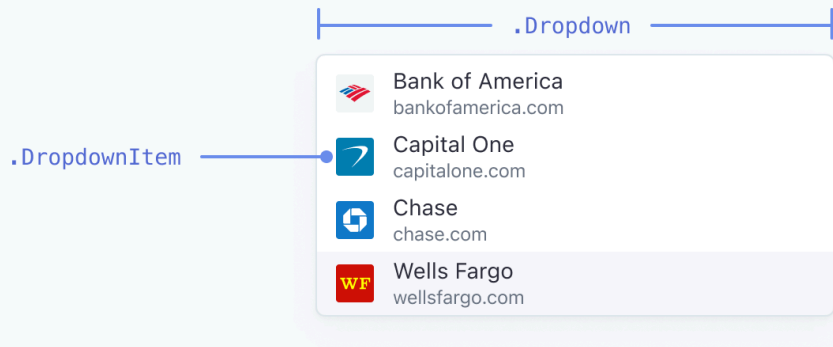 .Dropdown
Bank of America
bankofamerica.com
.DropdownItem
Capital One
capitalone.com
Chase
chase.com
WF
Wells Fargo
wellsfargo.com